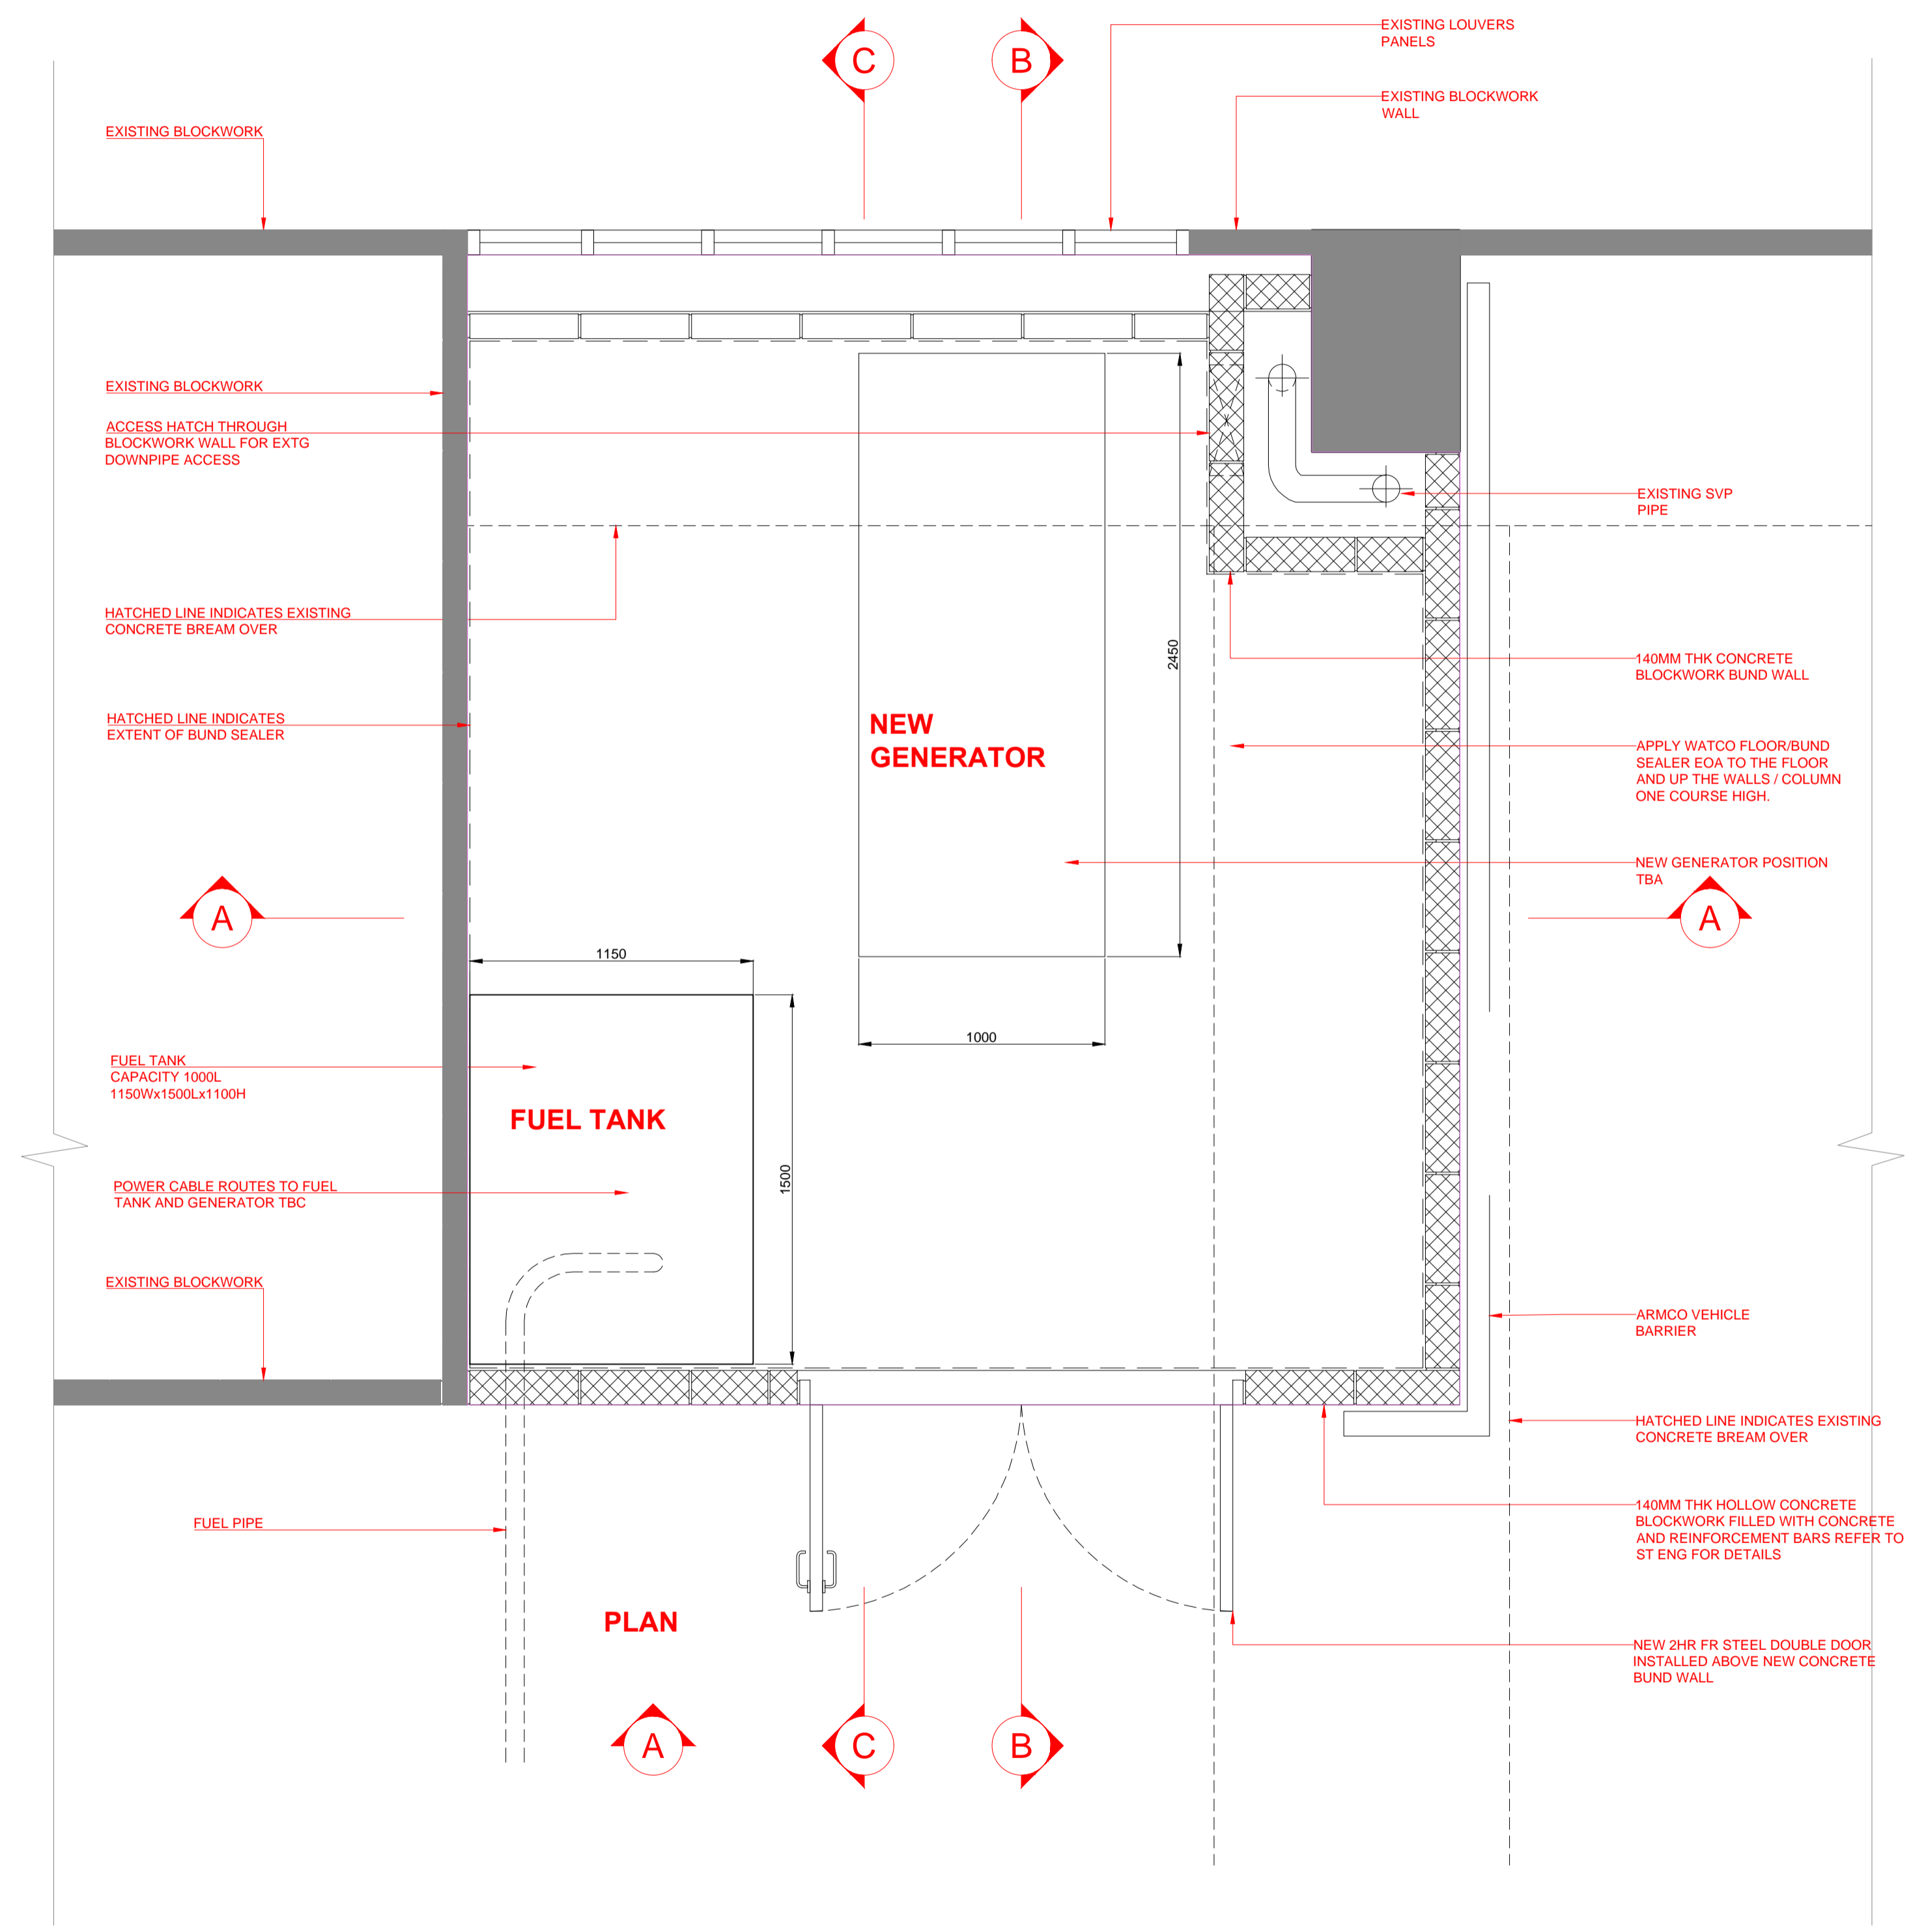 C
B
EXISTING LOUVERS
PANELS
EXISTING BLOCKWORK
WALL
EXISTING BLOCKWORK
EXISTING BLOCKWORK
ACCESS HATCH THROUGH
BLOCKWORK WALL FOR EXTG
DOWNPIPE ACCESS
EXISTING SVP
PIPE
HATCHED LINE INDICATES EXISTING
CONCRETE BREAM OVER
2450
140MM THK CONCRETE
BLOCKWORK BUND WALL
HATCHED LINE INDICATES
EXTENT OF BUND SEALER
NEW
GENERATOR
APPLY WATCO FLOOR/BUND
SEALER EOA TO THE FLOOR
AND UP THE WALLS / COLUMN
ONE COURSE HIGH.
NEW GENERATOR POSITION
TBA
A
A
1150
1000
FUEL TANK
CAPACITY 1000L
1150Wx1500Lx1100H
FUEL TANK
1500
POWER CABLE ROUTES TO FUEL
TANK AND GENERATOR TBC
EXISTING BLOCKWORK
ARMCO VEHICLE
BARRIER
HATCHED LINE INDICATES EXISTING
CONCRETE BREAM OVER
140MM THK HOLLOW CONCRETE
BLOCKWORK FILLED WITH CONCRETE
AND REINFORCEMENT BARS REFER TO
ST ENG FOR DETAILS
FUEL PIPE
PLAN
NEW 2HR FR STEEL DOUBLE DOOR
INSTALLED ABOVE NEW CONCRETE
BUND WALL
A
C
B